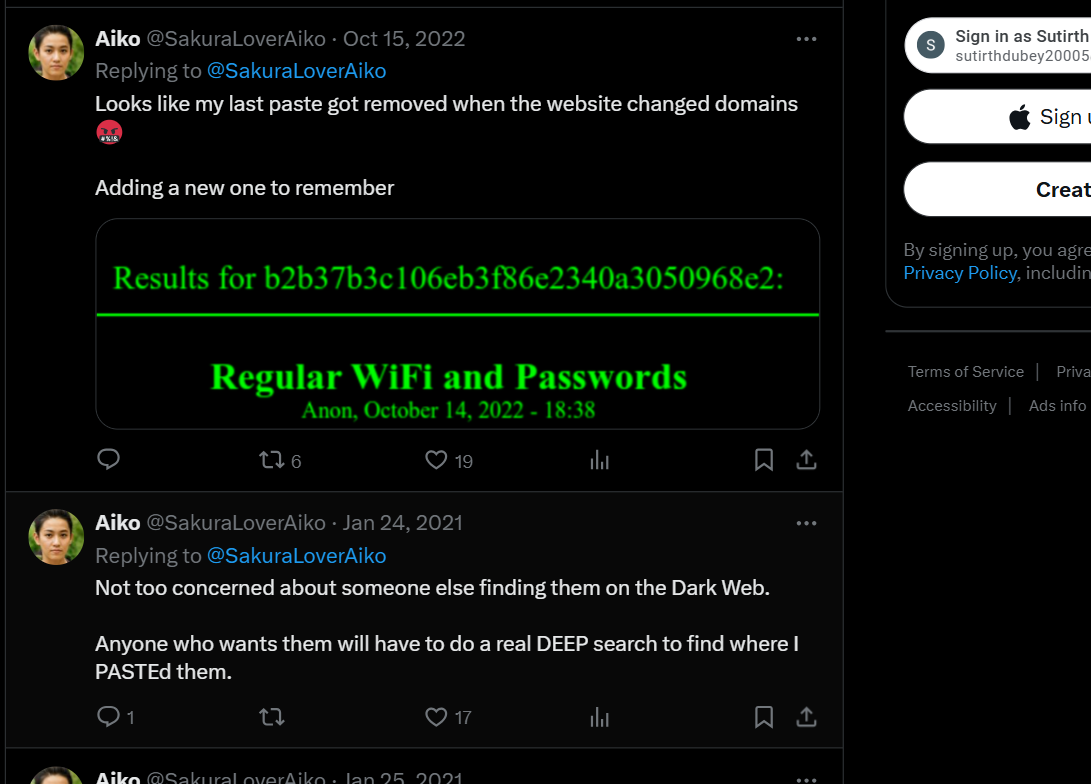 Aiko @SakuraLoverAiko · Oct 15, 2022
Replying to @SakuraLoverAiko
Looks like my last paste got removed when the website changed domains
Adding a new one to remember
Results for b2b37b3c106eb3f86e2340a3050968e2:
Regular WiFi and Passwords
Anon, October 14, 2022 - 18:38
6 19
Aiko @SakuraLoverAiko · Jan 24, 2021
Replying to @SakuraLoverAiko
Not too concerned about someone else finding them on the Dark Web.
Anyone who wants them will have to do a real DEEP search to find where I
PASTEd them.
1 17
Aiko @SakuraLoverAiko · Jan 25, 2021
S
Sign in as Sutirth
sutirthdubey20005
Sign u
Creat
By signing up, you agre
Privacy Policy, includin
Terms of Service | Priva
Accessibility | Ads info